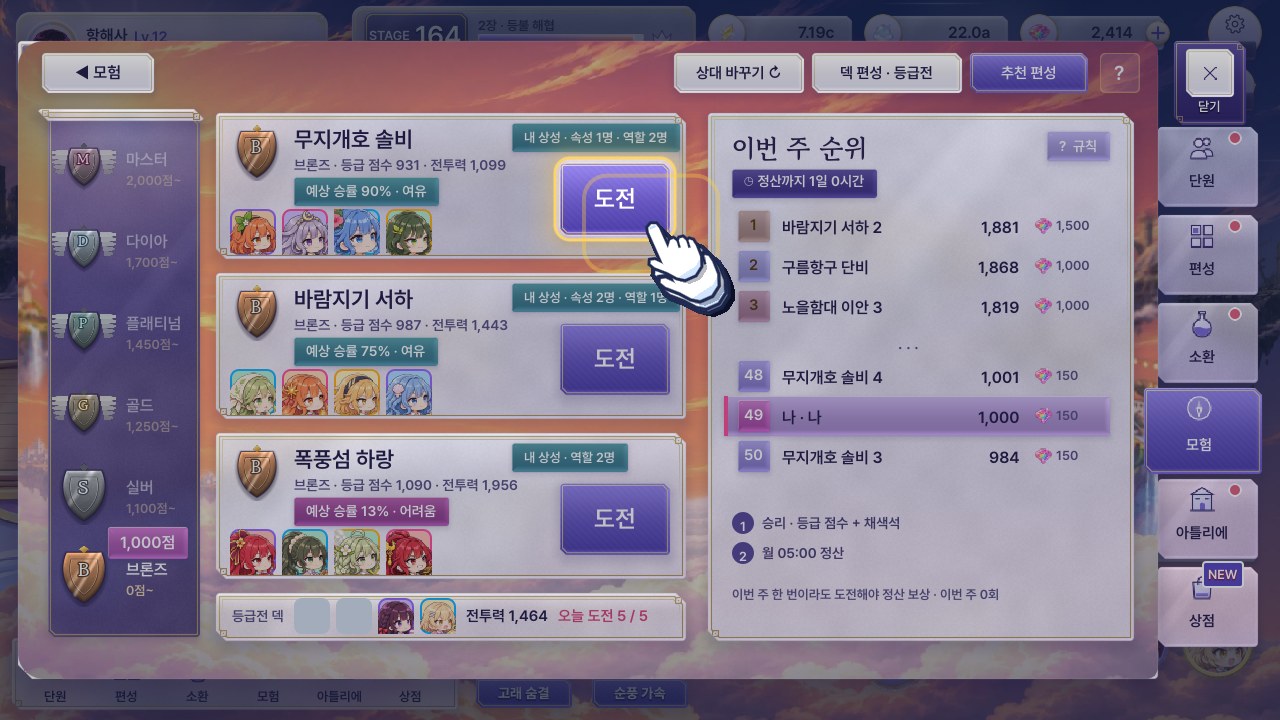 항해사 Lv.12
STAGE 164
2장 · 등불 해협
7.19c
22.0a
2,414
◀ 모험
상대 바꾸기
덱 편성 · 등급전
추천 편성
?
닫기
M
마스터
2,000점~
D
다이아
1,700점~
P
플래티넘
1,450점~
G
골드
1,250점~
S
실버
1,100점~
1,000점
B
브론즈
0점~
B
무지개호 솔비
내 상성 · 속성 1명 · 역할 2명
브론즈 · 등급 점수 931 · 전투력 1,099
예상 승률 90% · 여유
도전
B
바람지기 서하
내 상성 · 속성 2명 · 역할 1명
브론즈 · 등급 점수 987 · 전투력 1,443
예상 승률 75% · 여유
도전
B
폭풍섬 하랑
내 상성 · 역할 2명
브론즈 · 등급 점수 1,090 · 전투력 1,956
예상 승률 13% · 어려움
도전
등급전 덱
전투력 1,464
오늘 도전 5 / 5
이번 주 순위
? 규칙
정산까지 1일 0시간
1 바람지기 서하 2 1,881 1,500
2 구름항구 단비 1,868 1,000
3 노을함대 이안 3 1,819 1,000
...
48 무지개호 솔비 4 1,001 150
49 나 · 나 1,000 150
50 무지개호 솔비 3 984 150
1 승리 · 등급 점수 + 채색석
2 월 05:00 정산
이번 주 한 번이라도 도전해야 정산 보상 · 이번 주 0회
단원
편성
소환
모험
아틀리에
NEW
상점
단원
편성
소환
모험
아틀리에
상점
고래 숨결
순풍 가속